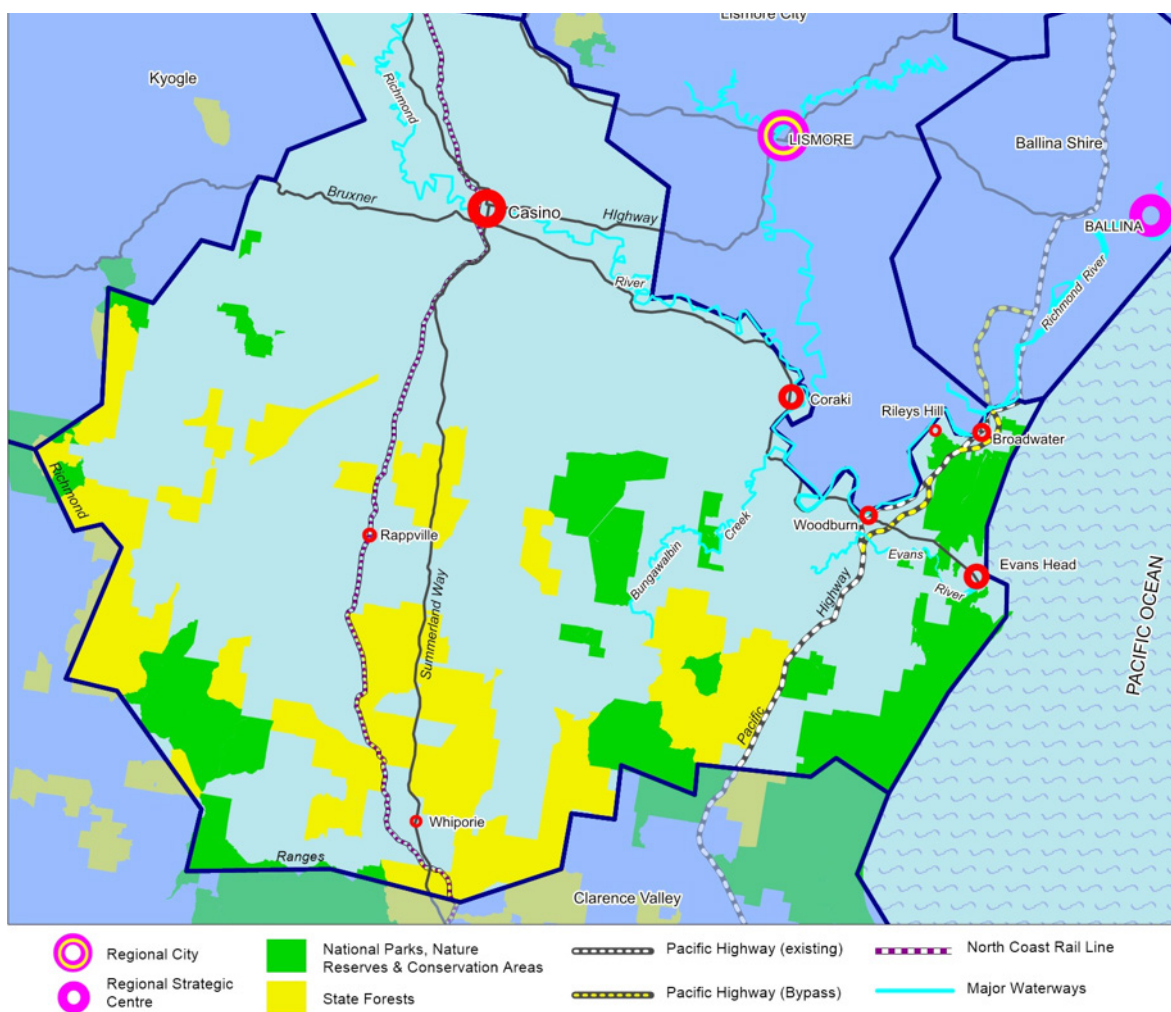 Lismore City
Kyogle
Richmond
LISMORE
Ballina Shire
Bruxner
Casino
HIghway
BALLINA
River
Richmond River
Coraki
Rileys Hill
Broadwater
Richmond
Rappville
Woodburn
Creek
Evans
Evans Head
Bungawalbin
Highway
River
Summerland Way
PACIFIC OCEAN
Pacific
Whiporie
Ranges
Clarence Valley
Regional City
Regional Strategic
Centre
National Parks, Nature
Reserves & Conservation Areas
State Forests
Pacific Highway (existing)
Pacific Highway (Bypass)
North Coast Rail Line
Major Waterways